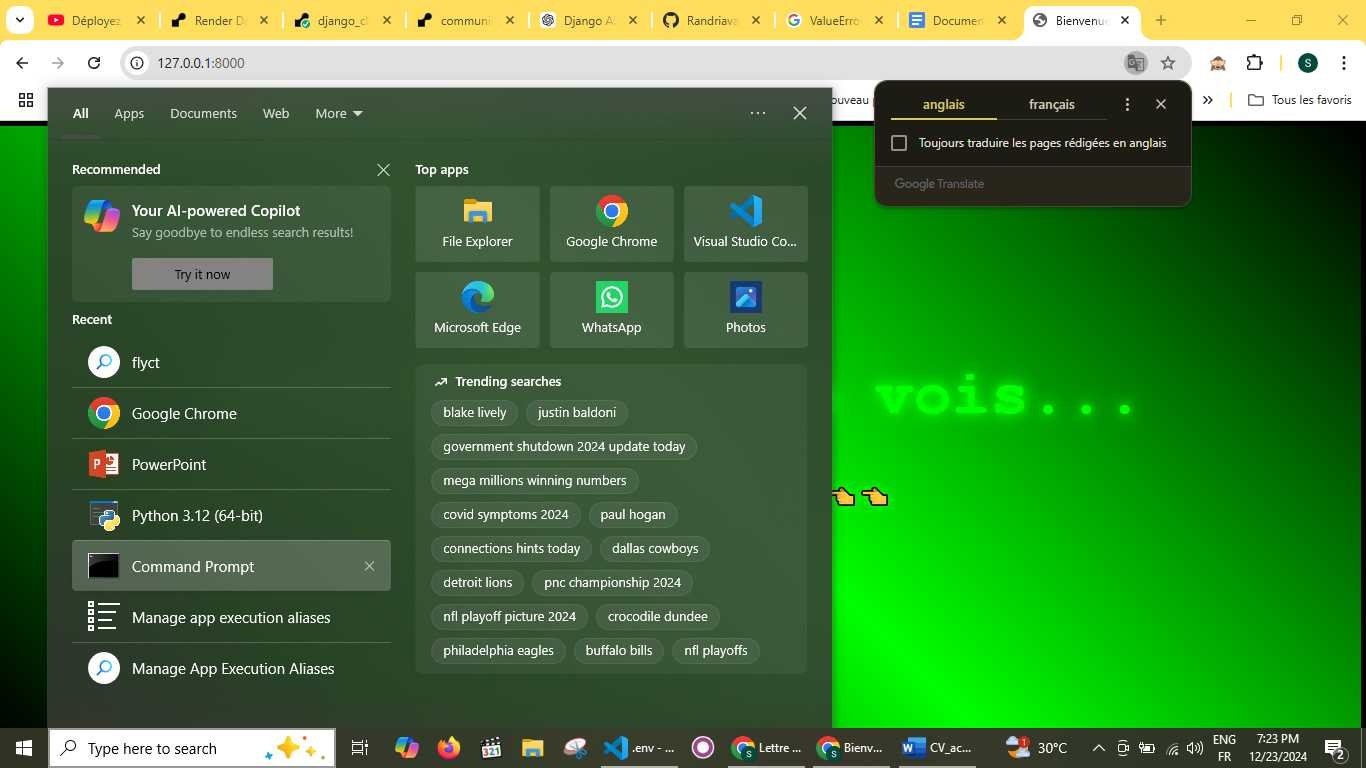 Déployez
Render D
django_cl
communi
Django A
Randriava
ValueErro
Documen
Bienvenue
127.0.0.1:8000
S
ouveau
Tous les favoris
All
Apps
Documents
Web
More
anglais
français
Toujours traduire les pages rédigées en anglais
Google Translate
Recommended
Your AI-powered Copilot
Say goodbye to endless search results!
Try it now
Recent
flyct
Google Chrome
PowerPoint
Python 3.12 (64-bit)
Command Prompt
Manage app execution aliases
Manage App Execution Aliases
Top apps
File Explorer
Google Chrome
Visual Studio Co...
Microsoft Edge
WhatsApp
Photos
Trending searches
blake lively
justin baldoni
government shutdown 2024 update today
mega millions winning numbers
covid symptoms 2024
paul hogan
connections hints today
dallas cowboys
detroit lions
pnc championship 2024
nfl playoff picture 2024
crocodile dundee
philadelphia eagles
buffalo bills
nfl playoffs
vois...
Type here to search
.env - ...
Lettre ...
Bienv...
CV_ac...
30°C
ENG
FR
7:23 PM
12/23/2024
2